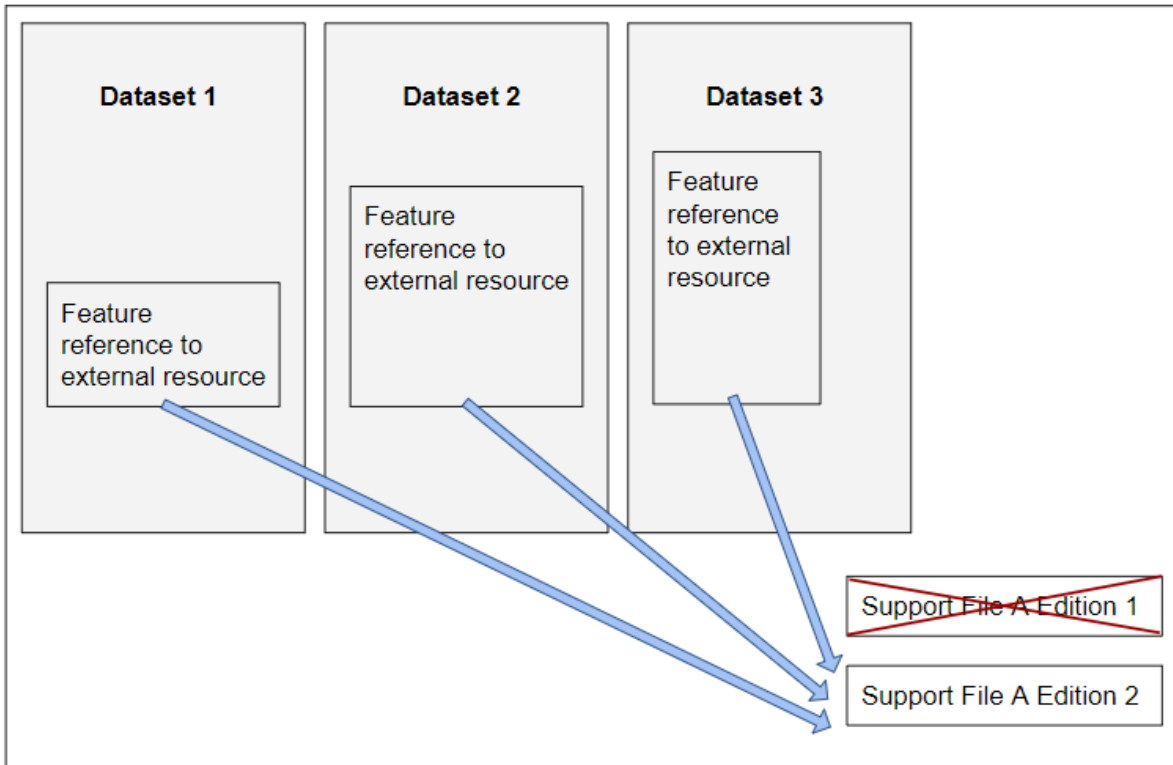 Dataset 1
Dataset 2
Dataset 3
Feature
reference to
external resource
Feature
reference to
external resource
Feature
reference
to external
resource
Support File A Edition 1
Support File A Edition 2